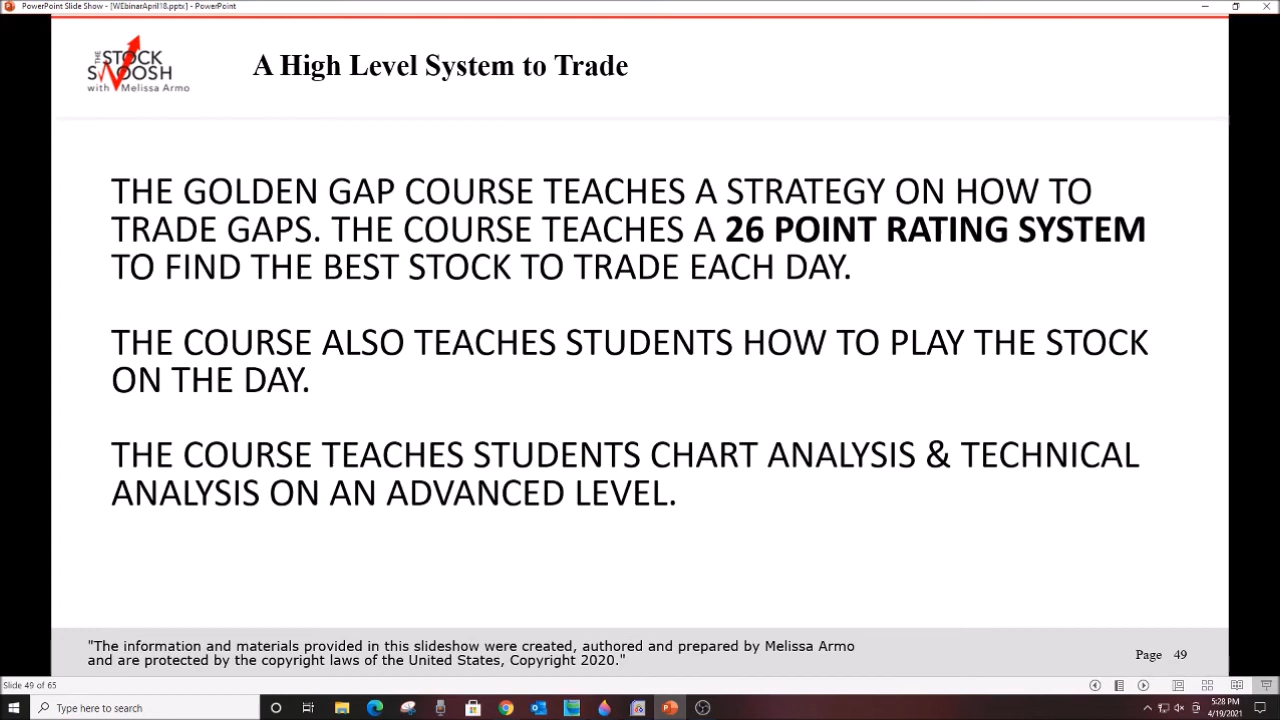 PowerPoint Slide Show - [WEbinarApril18.pptx] - PowerPoint
THE
STOCK
SWOOSH
with Melissa Armo
A High Level System to Trade
THE GOLDEN GAP COURSE TEACHES A STRATEGY ON HOW TO
TRADE GAPS. THE COURSE TEACHES A 26 POINT RATING SYSTEM
TO FIND THE BEST STOCK TO TRADE EACH DAY.
THE COURSE ALSO TEACHES STUDENTS HOW TO PLAY THE STOCK
ON THE DAY.
THE COURSE TEACHES STUDENTS CHART ANALYSIS & TECHNICAL
ANALYSIS ON AN ADVANCED LEVEL.
"The information and materials provided in this slideshow were created, authored and prepared by Melissa Armo
and are protected by the copyright laws of the United States, Copyright 2020."
Page 49
Slide 49 of 65
Type here to search
5:28 PM
4/19/2021